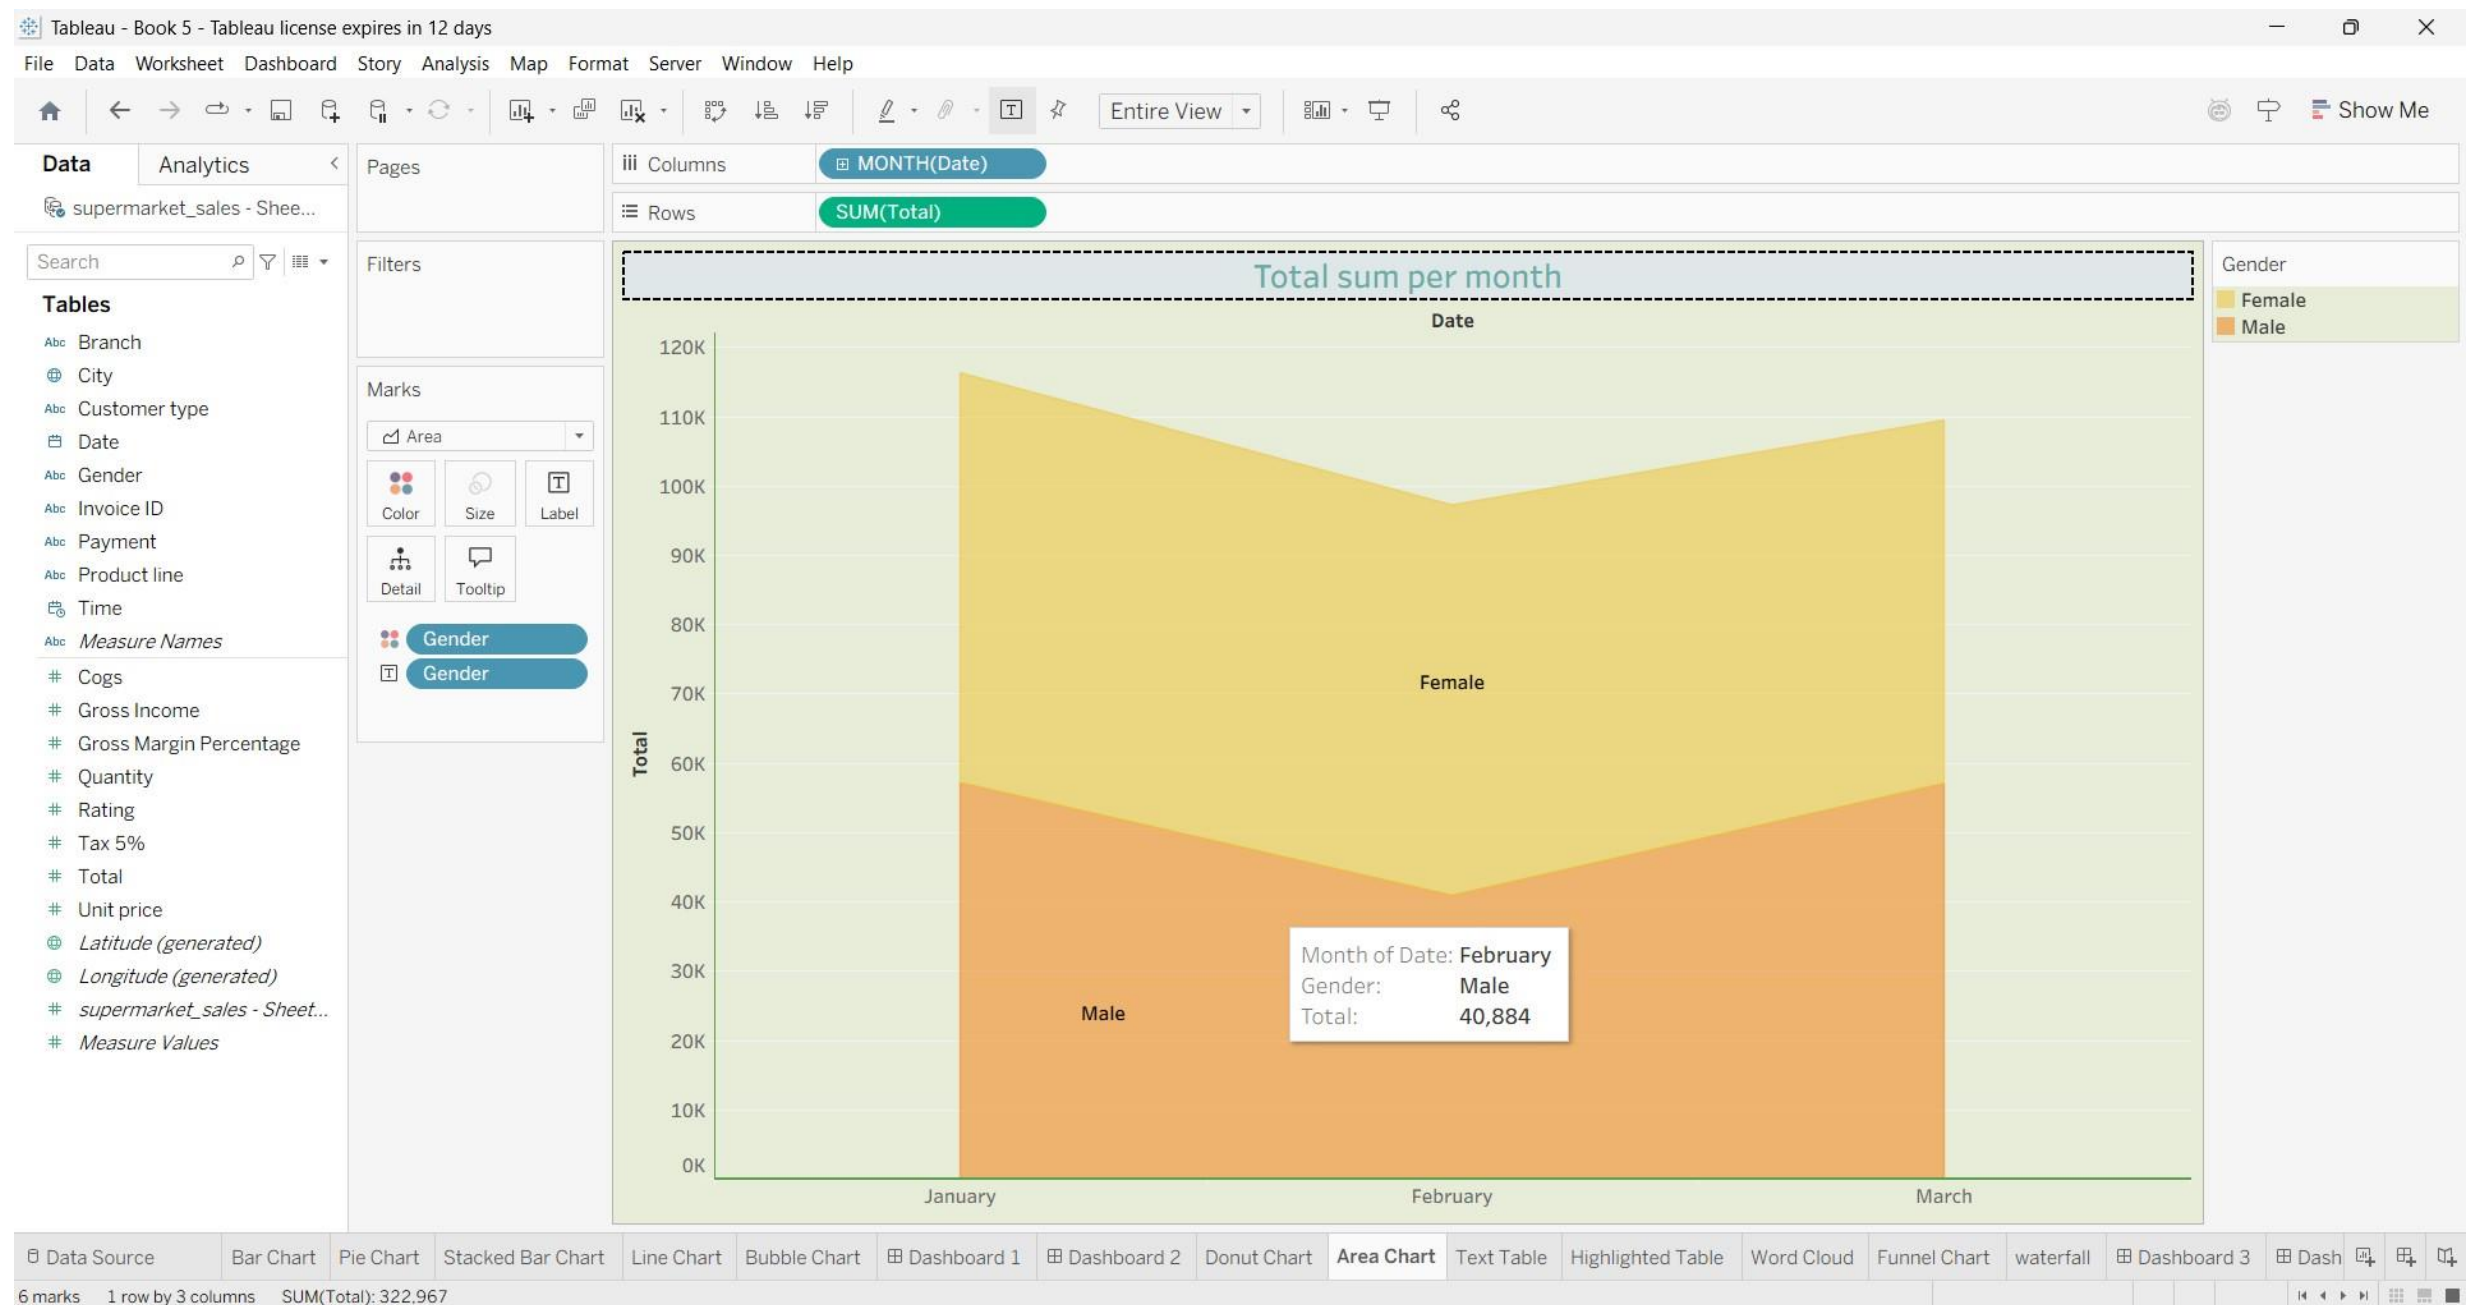 Tableau - Book 5 - Tableau license expires in 12 days
File Data Worksheet Dashboard Story Analysis Map Format Server Window Help
Entire View
Show Me
Data Analytics
supermarket_sales - Shee...
Search
Tables
Branch
City
Customer type
Date
Gender
Invoice ID
Payment
Product line
Time
Measure Names
Cogs
Gross Income
Gross Margin Percentage
Quantity
Rating
Tax 5%
Total
Unit price
Latitude (generated)
Longitude (generated)
supermarket_sales - Sheet...
Measure Values
Pages
Filters
Marks
Area
Color Size Label
Detail Tooltip
Gender
Gender
Columns MONTH(Date)
Rows SUM(Total)
Total sum per month
Date
120K
110K
100K
90K
80K
70K
60K
50K
40K
30K
20K
10K
0K
Total
Female
Male
Month of Date: February
Gender: Male
Total: 40,884
January February March
Gender
Female
Male
Data Source Bar Chart Pie Chart Stacked Bar Chart Line Chart Bubble Chart Dashboard 1 Dashboard 2 Donut Chart Area Chart Text Table Highlighted Table Word Cloud Funnel Chart waterfall Dashboard 3 Dash
6 marks 1 row by 3 columns SUM(Total): 322,967